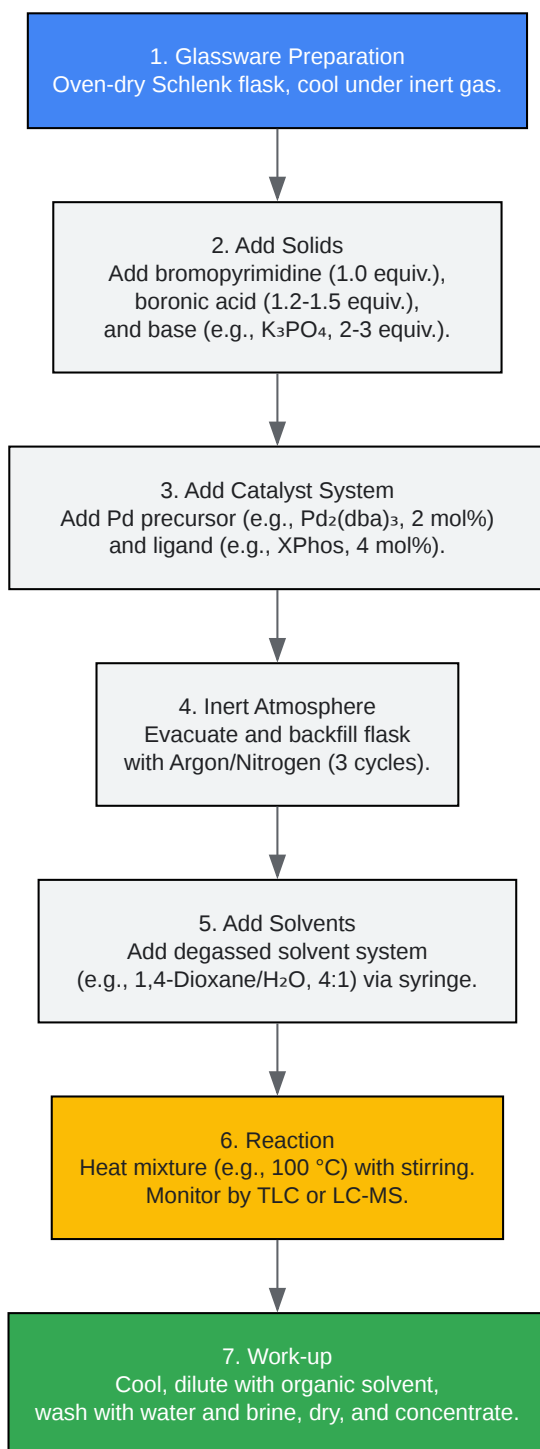 1. Glassware Preparation
Oven-dry Schlenk flask, cool under inert gas.
2. Add Solids
Add bromopyrimidine (1.0 equiv.),
boronic acid (1.2-1.5 equiv.),
and base (e.g., K₃PO₄, 2-3 equiv.).
3. Add Catalyst System
Add Pd precursor (e.g., Pd₂(dba)₃, 2 mol%)
and ligand (e.g., XPhos, 4 mol%).
4. Inert Atmosphere
Evacuate and backfill flask
with Argon/Nitrogen (3 cycles).
5. Add Solvents
Add degassed solvent system
(e.g., 1,4-Dioxane/H₂O, 4:1) via syringe.
6. Reaction
Heat mixture (e.g., 100 °C) with stirring.
Monitor by TLC or LC-MS.
7. Work-up
Cool, dilute with organic solvent,
wash with water and brine, dry, and concentrate.